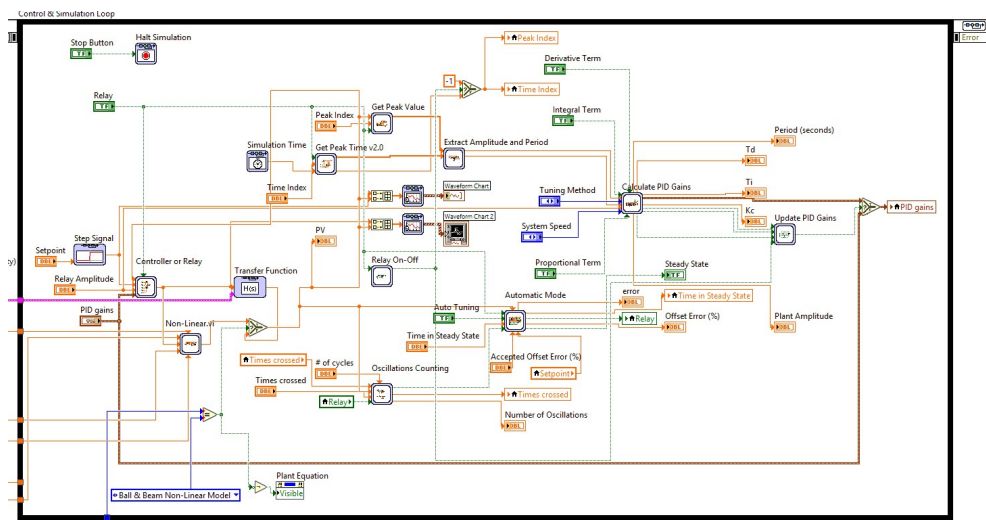 Control & Simulation Loop
Error
Stop Button
TF
Halt Simulation
Peak Index
Derivative Term
TF
-1
Time Index
Relay
TF
Get Peak Value
Peak Index
DBL
Integral Term
TF
Simulation Time
Get Peak Time v2.0
Extract Amplitude and Period
Period (seconds)
DBL
Td
DBL
Time Index
DBL
Waveform Chart
Tuning Method
Calculate PID Gains
Ti
DBL
Waveform Chart 2
Kc
DBL
PID gains
Update PID Gains
PV
DBL
System Speed
Setpoint
DBL
Step Signal
Controller or Relay
Transfer Function
H(s)
Relay On-Off
Proportional Term
TF
Steady State
TF
Relay Amplitude
DBL
Automatic Mode
error
DBL
Time in Steady State
PID gains
Non-Linear.vi
Auto Tuning
TF
Relay
Offset Error (%)
DBL
Plant Amplitude
DBL
Time in Steady State
DBL
Times crossed
# of cycles
DBL
Accepted Offset Error (%)
DBL
Setpoint
Oscillations Counting
Times crossed
DBL
Times crossed
Relay
Number of Oscillations
DBL
Plant Equation
Visible
Ball & Beam Non-Linear Model